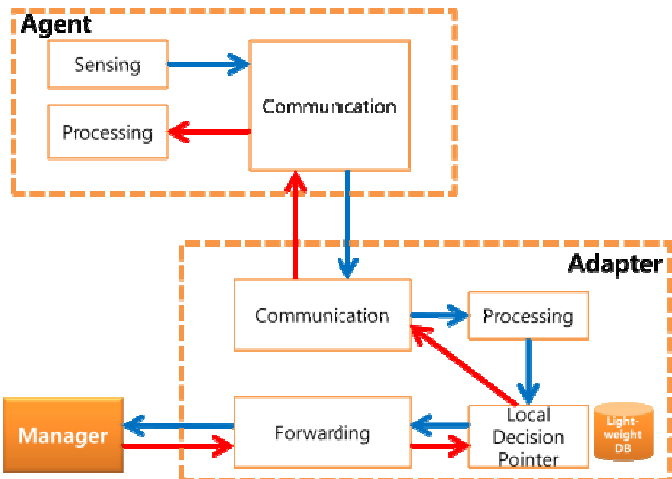 Agent
Sensing
Communication
Processing
Adapter
Communication
Processing
Manager
Forwarding
Local
Decision
Pointer
Light-
weight
DB